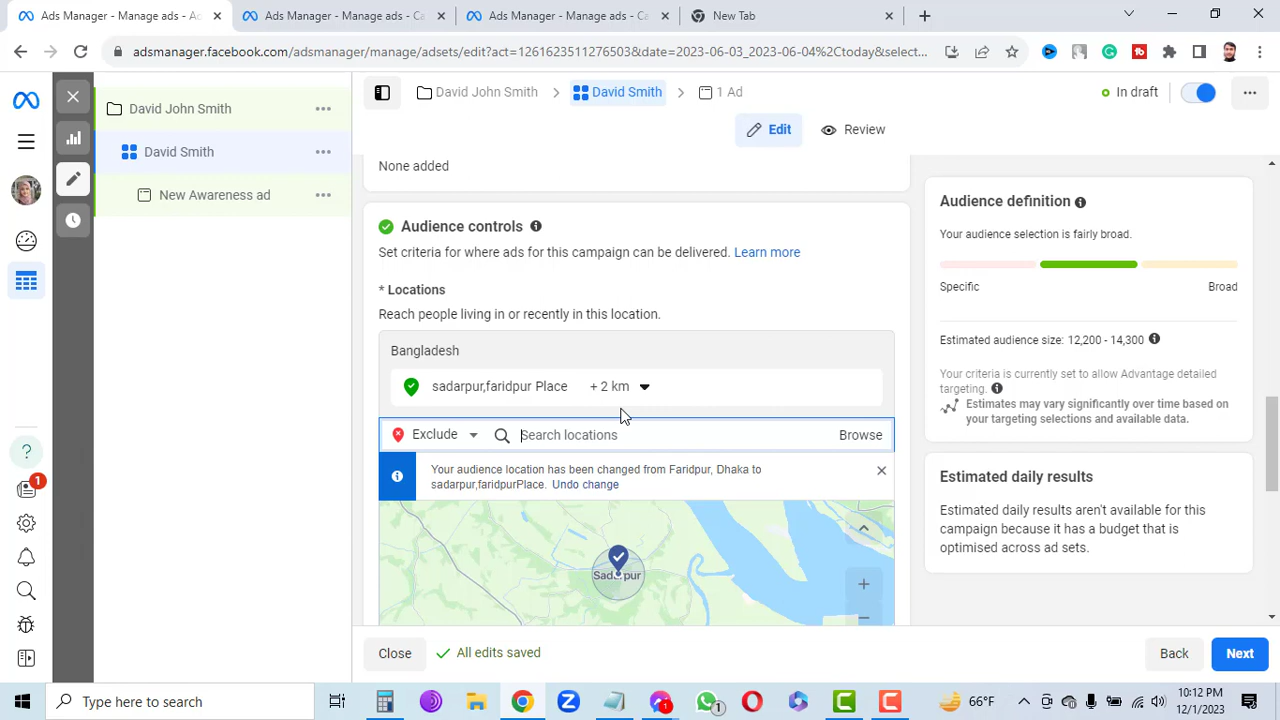 Ads Manager - Manage ads - Ads
Ads Manager - Manage ads - Ca
Ads Manager - Manage ads - Ca
New Tab
adsmanager.facebook.com/adsmanager/manage/adsets/edit?act=1261623511276503&date=2023-06-03_2023-06-04%2Ctoday&select...
David John Smith
David Smith
New Awareness ad
David John Smith
David Smith
1 Ad
In draft
Edit
Review
None added
Audience controls
Set criteria for where ads for this campaign can be delivered. Learn more
* Locations
Reach people living in or recently in this location.
Bangladesh
sadarpur,faridpur Place + 2 km
Exclude
Search locations
Browse
Your audience location has been changed from Faridpur, Dhaka to
sadarpur,faridpurPlace. Undo change
Audience definition
Your audience selection is fairly broad.
Specific
Broad
Estimated audience size: 12,200 - 14,300
Your criteria is currently set to allow Advantage detailed
targeting.
Estimates may vary significantly over time based on
your targeting selections and available data.
Estimated daily results
Estimated daily results aren't available for this
campaign because it has a budget that is
optimised across ad sets.
1
Close
All edits saved
Back
Next
Type here to search
1
1
66°F
10:12 PM
12/1/2023